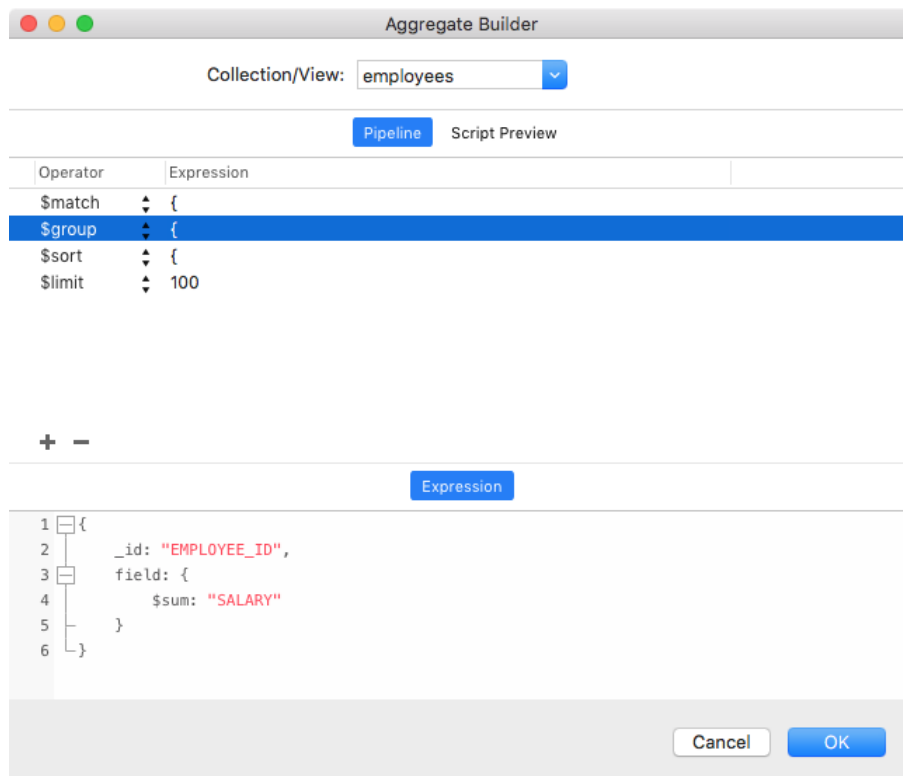 Aggregate Builder
Collection/View: employees
Pipeline Script Preview
Operator Expression
$match {
$group {
$sort {
$limit 100
+ −
Expression
1 {
2 _id: "EMPLOYEE_ID",
3 field: {
4 $sum: "SALARY"
5 }
6 }
Cancel OK